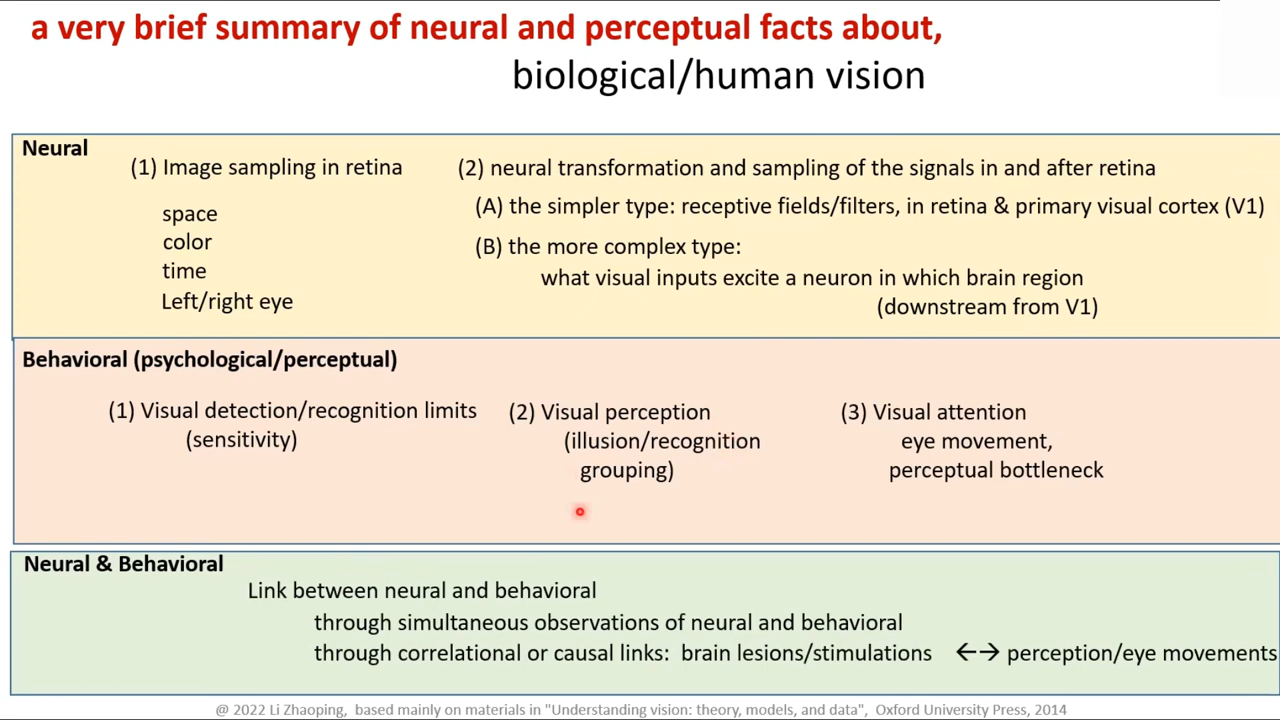 a very brief summary of neural and perceptual facts about,
biological/human vision
Neural
(1) Image sampling in retina
space
color
time
Left/right eye
(2) neural transformation and sampling of the signals in and after retina
(A) the simpler type: receptive fields/filters, in retina & primary visual cortex (V1)
(B) the more complex type:
what visual inputs excite a neuron in which brain region
(downstream from V1)
Behavioral (psychological/perceptual)
(1) Visual detection/recognition limits
(sensitivity)
(2) Visual perception
(illusion/recognition
grouping)
(3) Visual attention
eye movement,
perceptual bottleneck
Neural & Behavioral
Link between neural and behavioral
through simultaneous observations of neural and behavioral
through correlational or causal links: brain lesions/stimulations ←→ perception/eye movements
@ 2022 Li Zhaoping, based mainly on materials in "Understanding vision: theory, models, and data", Oxford University Press, 2014